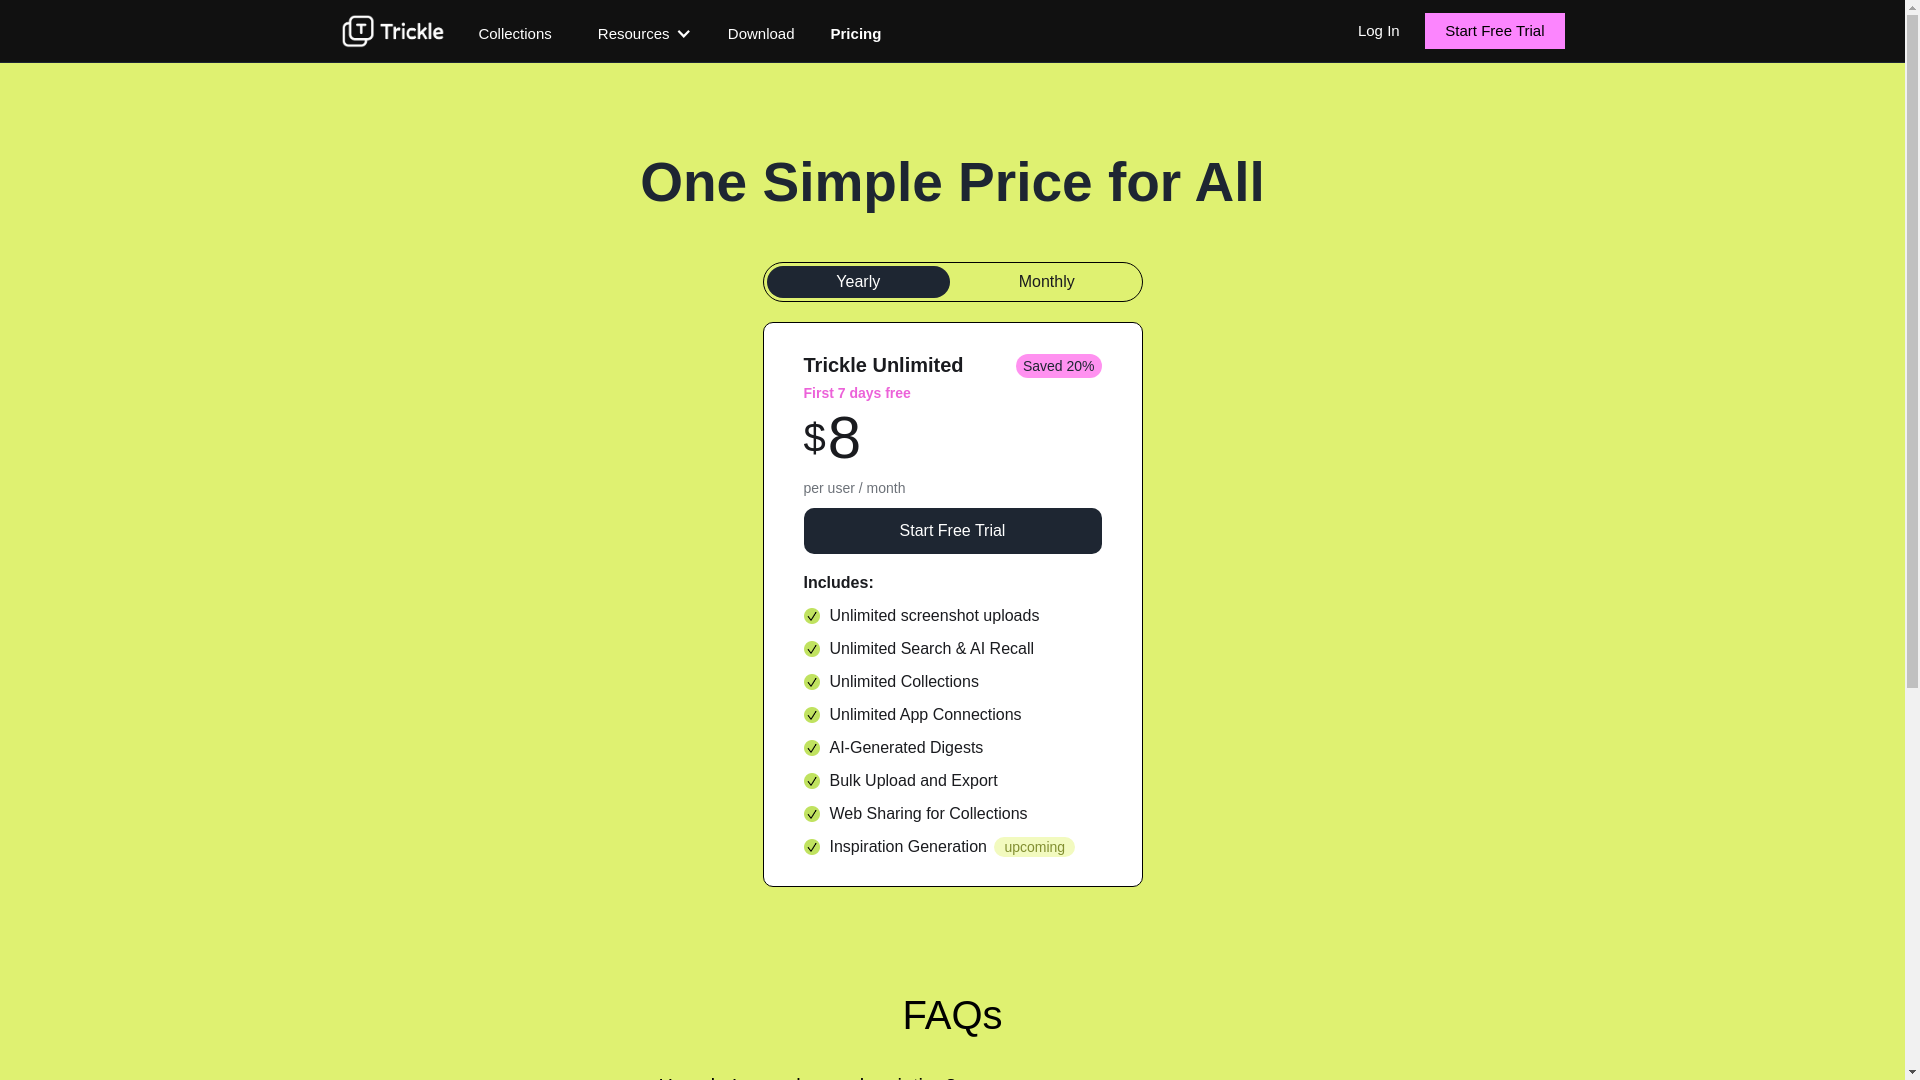 Trickle
Collections
Resources
Download
Pricing
Log In
Start Free Trial
One Simple Price for All
Yearly
Monthly
Trickle Unlimited
Saved 20%
First 7 days free
$8
per user / month
Start Free Trial
Includes:
Unlimited screenshot uploads
Unlimited Search & AI Recall
Unlimited Collections
Unlimited App Connections
AI-Generated Digests
Bulk Upload and Export
Web Sharing for Collections
Inspiration Generation upcoming
FAQs